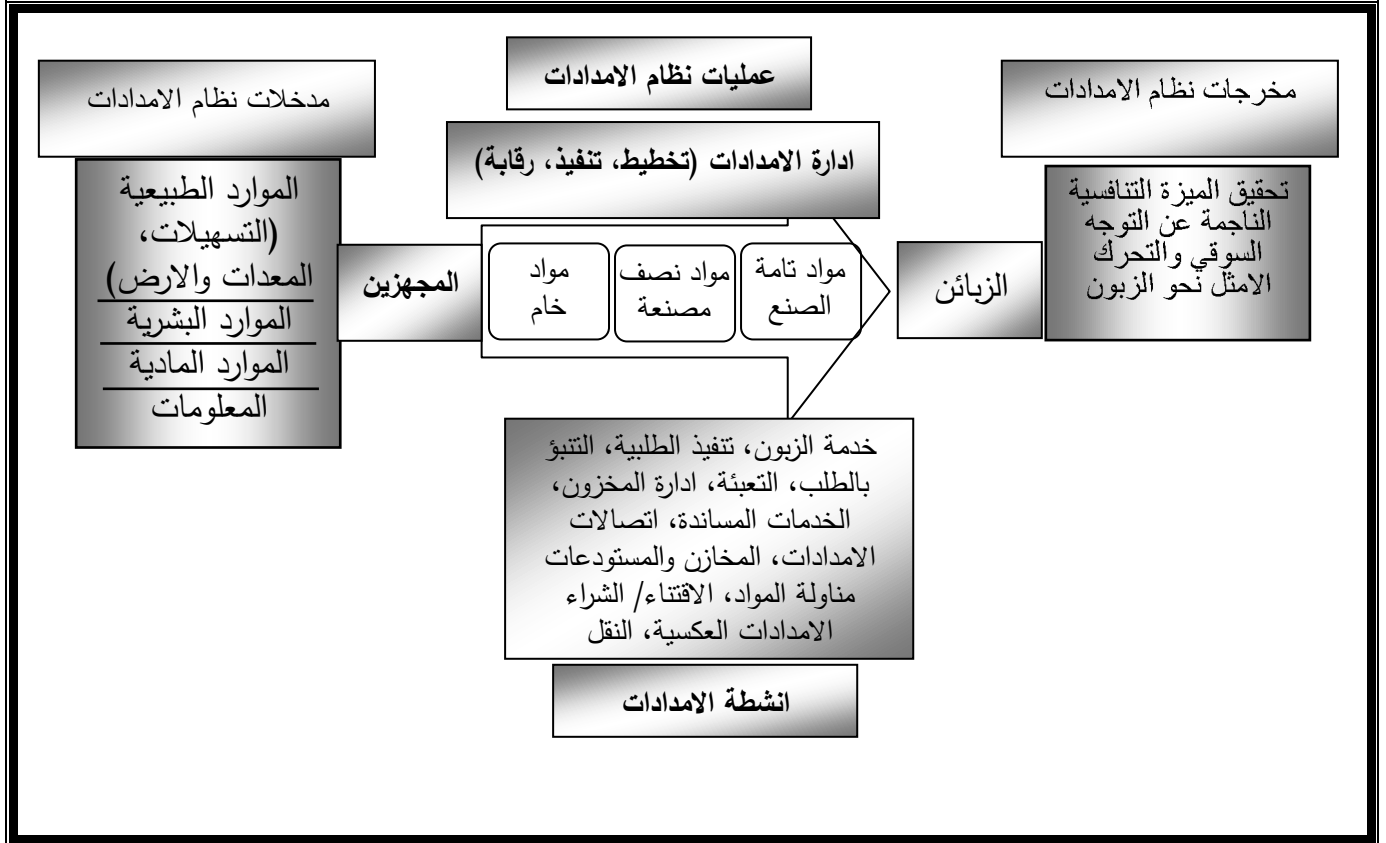 عمليات نظام الامدادات
مدخلات نظام الامدادات
مخرجات نظام الامدادات
ادارة الامدادات (تخطيط، تنفيذ، رقابة)
الموارد الطبيعية
(التسهيلات،
المعدات والارض)
الموارد البشرية
الموارد المادية
المعلومات
المجهزين
مواد
خام
مواد نصف
مصنعة
مواد تامة
الصنع
الزبائن
تحقيق الميزة التنافسية
الناجمة عن التوجه
السوقي والتحرك
الامثل نحو الزبون
خدمة الزبون، تنفيذ الطلبية، التنبؤ
بالطلب، التعبئة، ادارة المخزون،
الخدمات المساندة، اتصالات
الامدادات، المخازن والمستودعات
مناولة المواد، الاقتناء/ الشراء
الامدادات العكسية، النقل
انشطة الامدادات